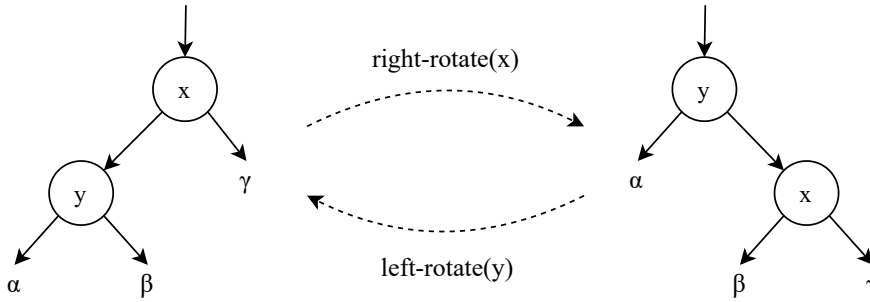 x
y
right-rotate(x)
γ
α
y
x
α
β
left-rotate(y)
β
γ